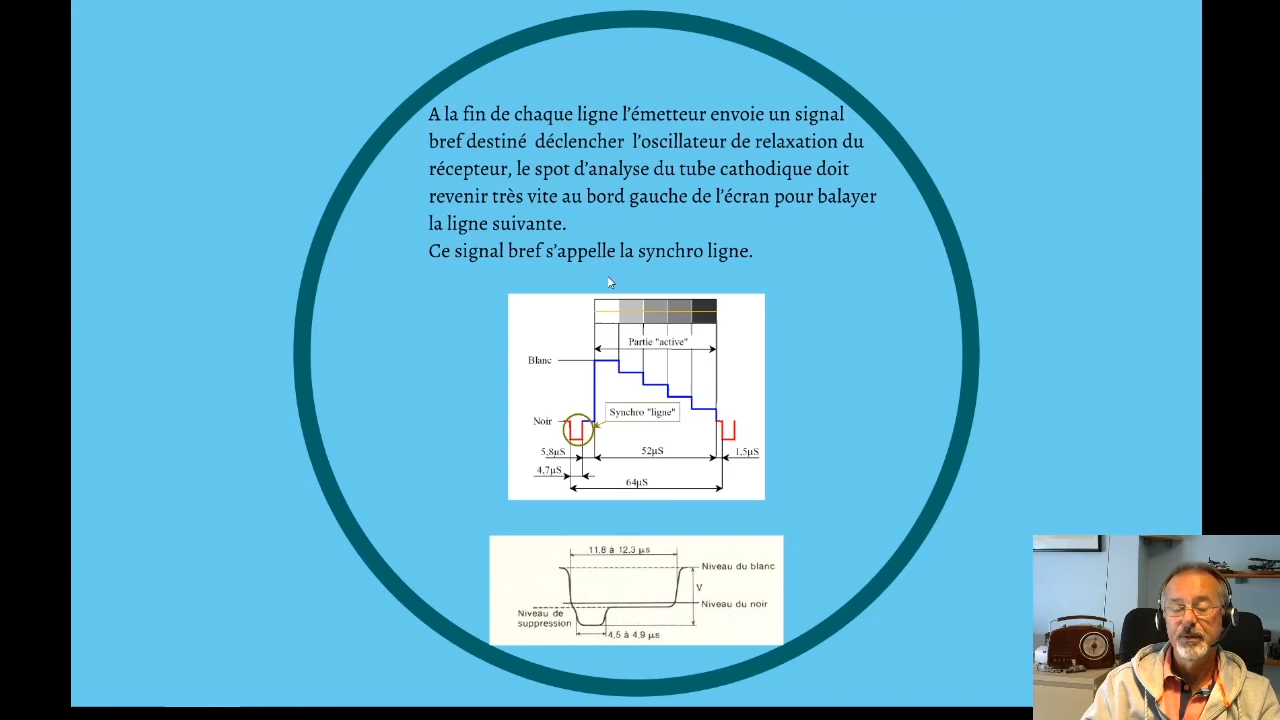 A la fin de chaque ligne l'émetteur envoie un signal
bref destiné  déclencher  l'oscillateur de relaxation du
récepteur, le spot d'analyse du tube cathodique doit
revenir très vite au bord gauche de l'écran pour balayer
la ligne suivante.
Ce signal bref s'appelle la synchro ligne.
Partie "active"
Blanc
Synchro "ligne"
Noir
5,8µS
52µS
1,5µS
4,7µS
64µS
11,8 à 12,3 µs
Niveau du blanc
V
Niveau du noir
Niveau de
suppression
4,5 à 4,9 µs